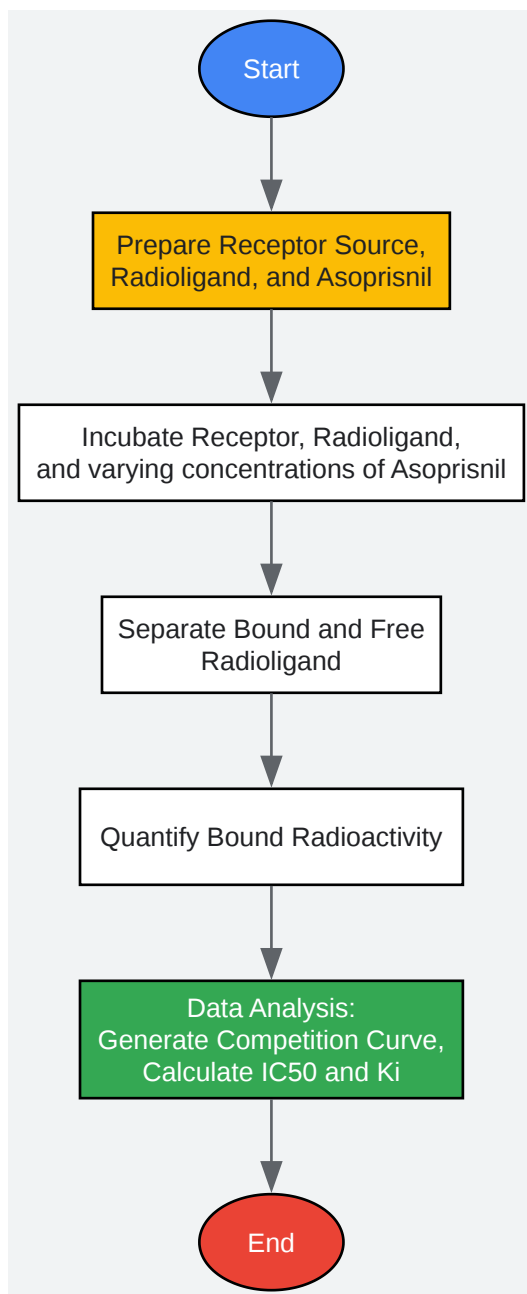 Start
Prepare Receptor Source,
Radioligand, and Asoprisnil
Incubate Receptor, Radioligand,
and varying concentrations of Asoprisnil
Separate Bound and Free
Radioligand
Quantify Bound Radioactivity
Data Analysis:
Generate Competition Curve,
Calculate IC50 and Ki
End